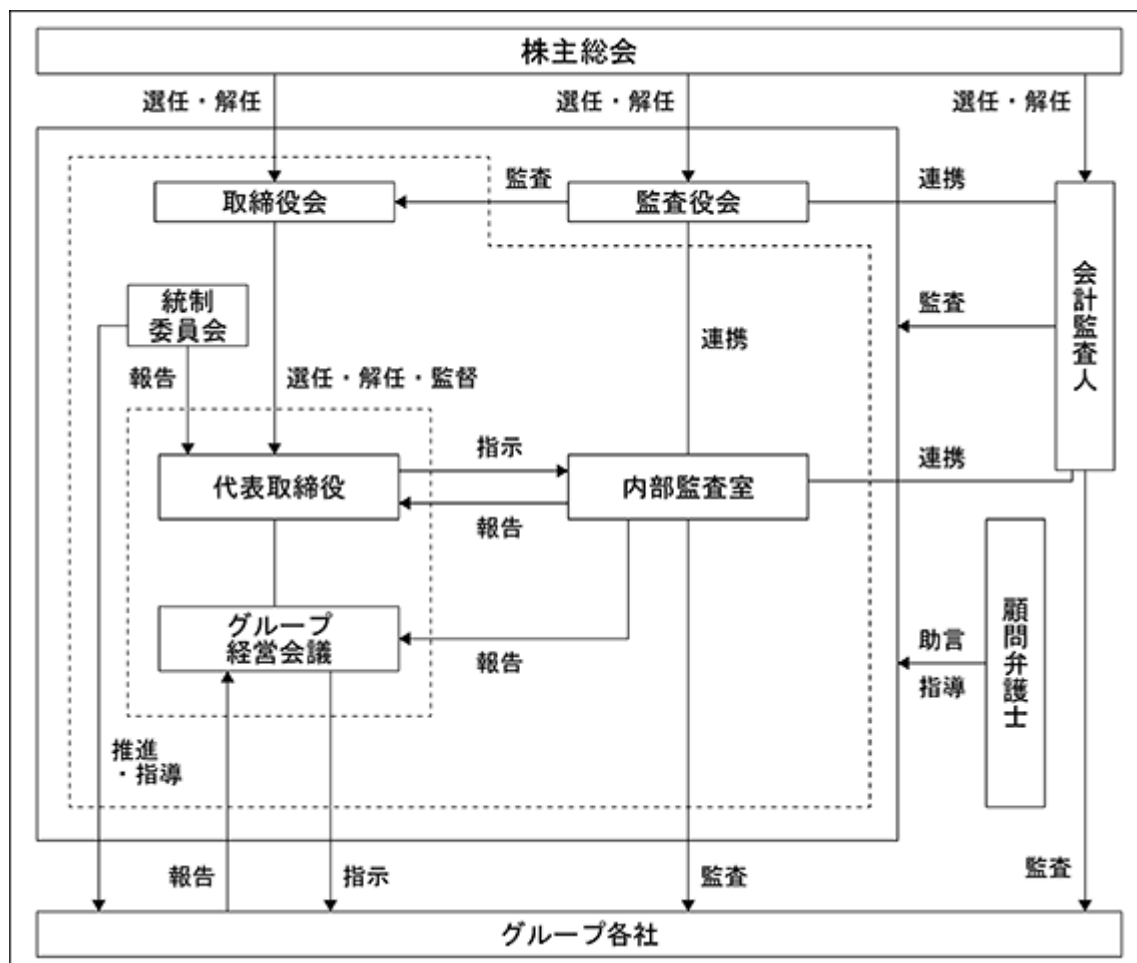 株主総会
選任・解任
選任・解任
選任・解任
取締役会
監査
監査役会
連携
会計監査人
統制
委員会
監査
連携
報告
選任・解任・監督
代表取締役
指示
報告
内部監査室
連携
グループ
経営会議
報告
助言
指導
顧問弁護士
推進
・指導
報告
指示
監査
監査
グループ各社